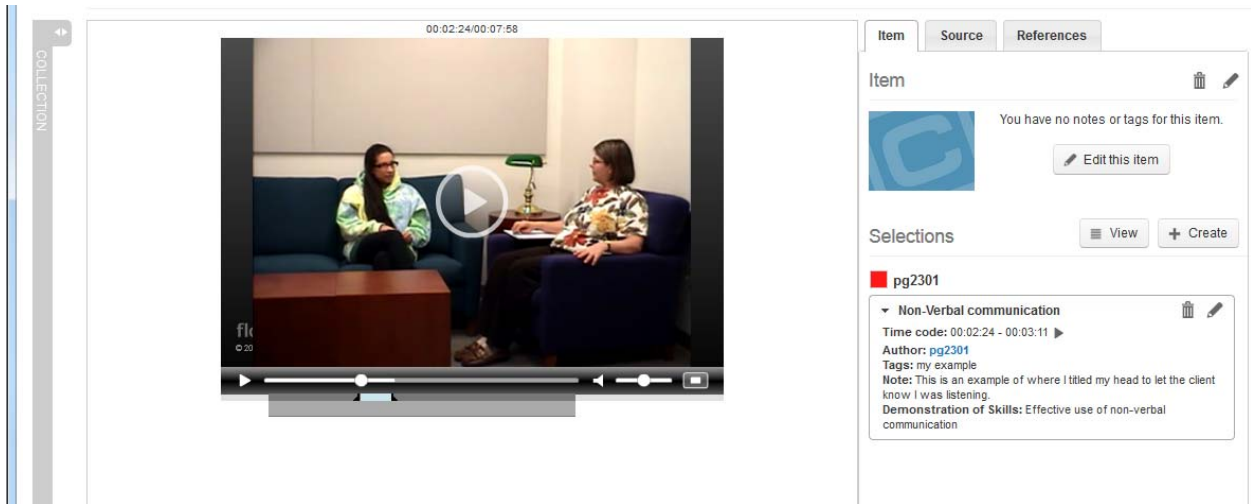 COLLECTION
00:02:24/00:07:58
flo
© 20
Item Source References
Item
You have no notes or tags for this item.
Edit this item
Selections
View
Create
pg2301
Non-Verbal communication
Time code: 00:02:24 - 00:03:11
Author: pg2301
Tags: my example
Note: This is an example of where I titled my head to let the client
know I was listening.
Demonstration of Skills: Effective use of non-verbal
communication